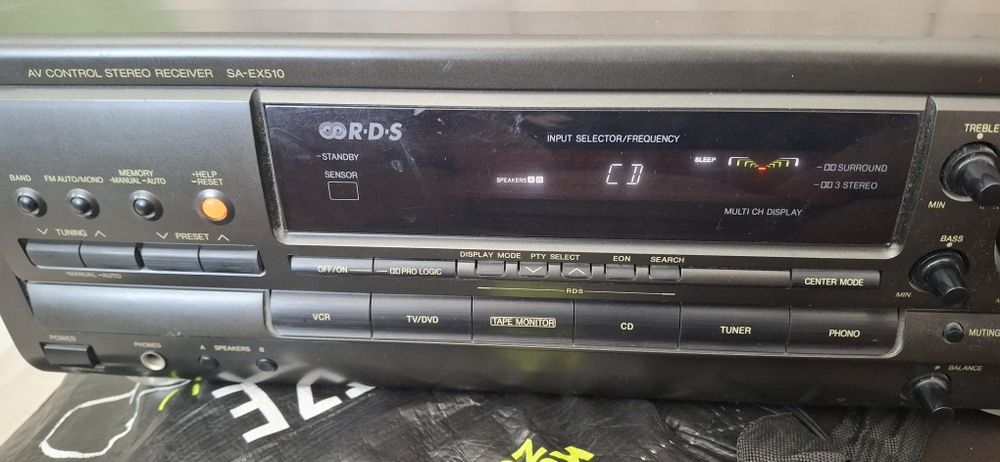 AV CONTROL STEREO RECEIVER SA-EX510
R·D·S
INPUT SELECTOR/FREQUENCY
TREBLE
STANDBY
SENSOR
SPEAKERS A B
CD
SLEEP
SURROUND
3 STEREO
MULTI CH DISPLAY
BAND
FM AUTO/MONO
MEMORY
–MANUAL –AUTO
–HELP
–RESET
MIN
TUNING
PRESET
–MANUAL –AUTO
BASS
MIN
DISPLAY MODE PTY SELECT EON SEARCH
OFF/ON
PRO LOGIC
CENTER MODE
RDS
VCR
TV/DVD
TAPE MONITOR
CD
TUNER
PHONO
MUTING
POWER
PHONES
A SPEAKERS B
BALANCE